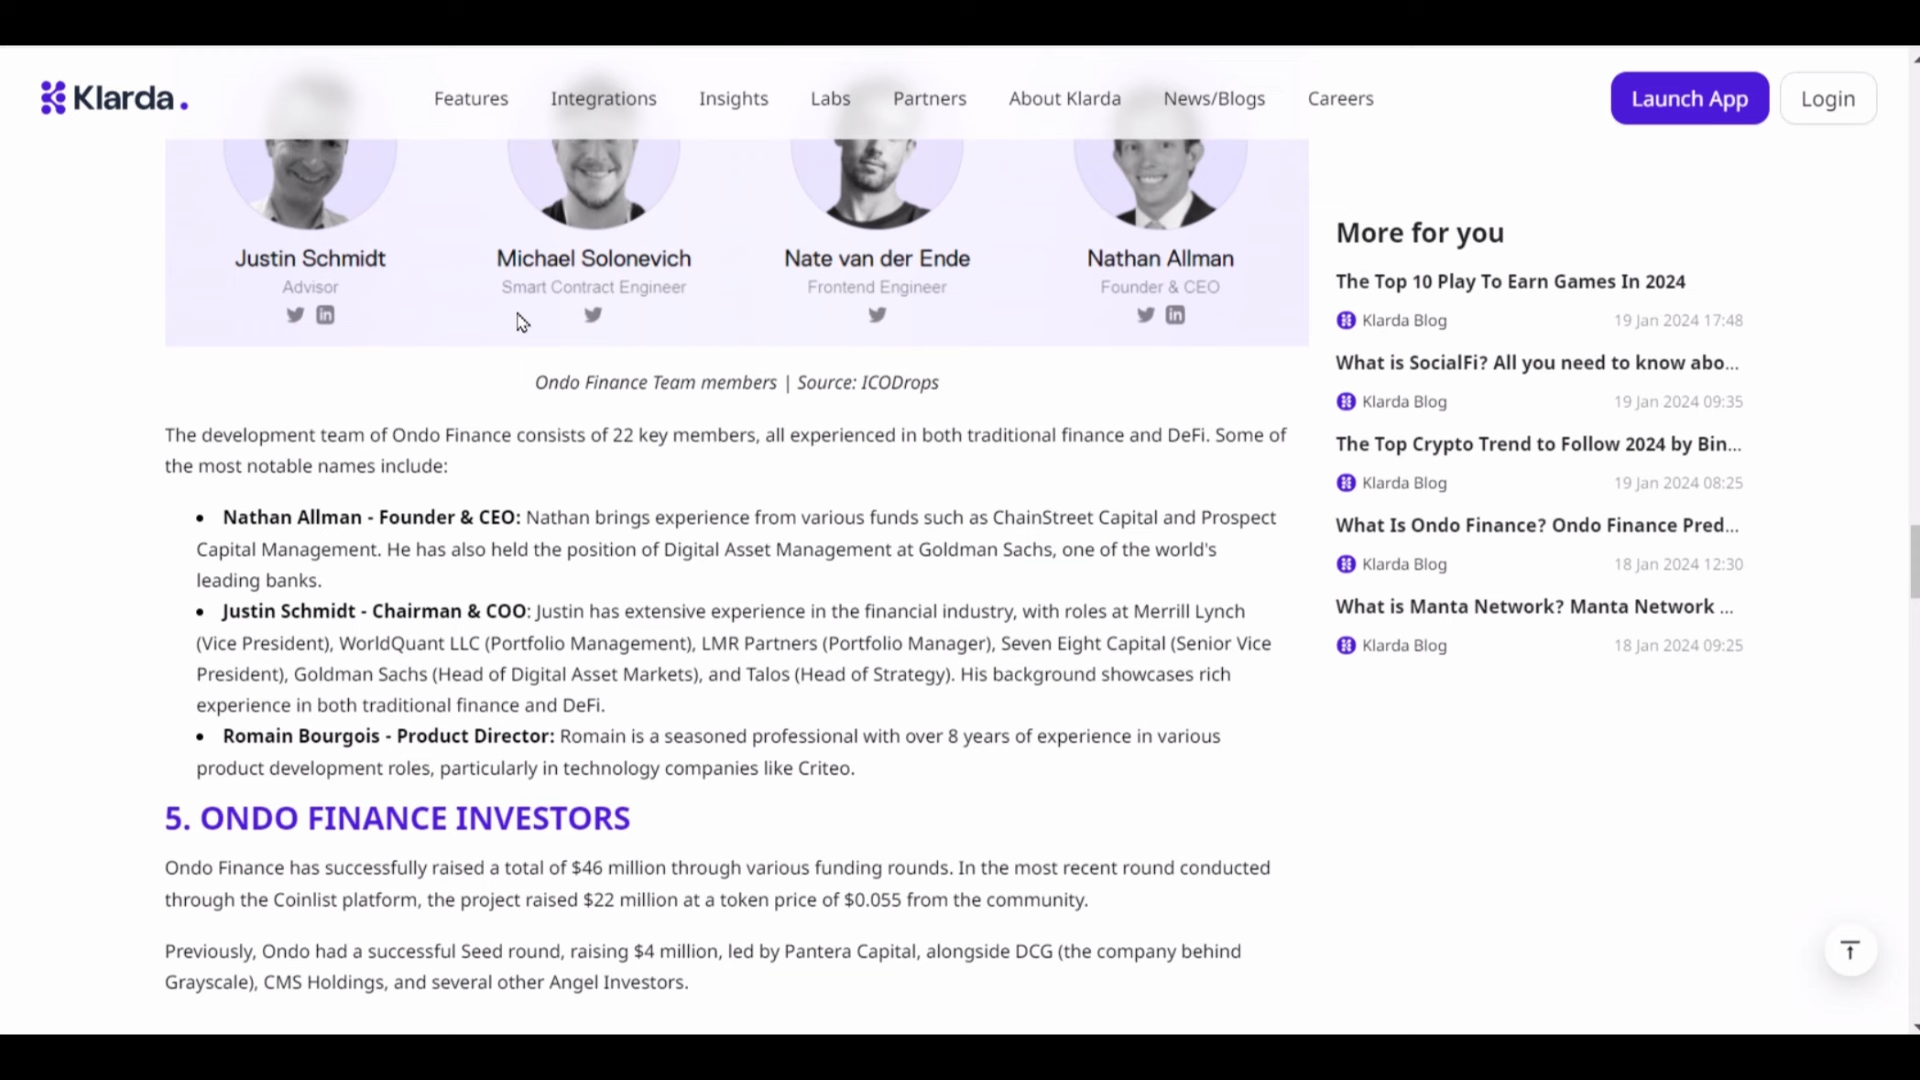 Klarda.
Features Integrations Insights Labs Partners About Klarda News/Blogs Careers Launch App Login
Justin Schmidt Michael Solonevich Nate van der Ende Nathan Allman
Advisor Smart Contract Engineer Frontend Engineer Founder & CEO
in in
Ondo Finance Team members | Source: ICODrops
The development team of Ondo Finance consists of 22 key members, all experienced in both traditional finance and DeFi. Some of
the most notable names include:
• Nathan Allman - Founder & CEO: Nathan brings experience from various funds such as ChainStreet Capital and Prospect
Capital Management. He has also held the position of Digital Asset Management at Goldman Sachs, one of the world's
leading banks.
• Justin Schmidt - Chairman & COO: Justin has extensive experience in the financial industry, with roles at Merrill Lynch
(Vice President), WorldQuant LLC (Portfolio Management), LMR Partners (Portfolio Manager), Seven Eight Capital (Senior Vice
President), Goldman Sachs (Head of Digital Asset Markets), and Talos (Head of Strategy). His background showcases rich
experience in both traditional finance and DeFi.
• Romain Bourgois - Product Director: Romain is a seasoned professional with over 8 years of experience in various
product development roles, particularly in technology companies like Criteo.
5. ONDO FINANCE INVESTORS
Ondo Finance has successfully raised a total of $46 million through various funding rounds. In the most recent round conducted
through the Coinlist platform, the project raised $22 million at a token price of $0.055 from the community.
Previously, Ondo had a successful Seed round, raising $4 million, led by Pantera Capital, alongside DCG (the company behind
Grayscale), CMS Holdings, and several other Angel Investors.
More for you
The Top 10 Play To Earn Games In 2024
Klarda Blog 19 Jan 2024 17:48
What is SocialFi? All you need to know abo...
Klarda Blog 19 Jan 2024 09:35
The Top Crypto Trend to Follow 2024 by Bin...
Klarda Blog 19 Jan 2024 08:25
What Is Ondo Finance? Ondo Finance Pred...
Klarda Blog 18 Jan 2024 12:30
What is Manta Network? Manta Network ...
Klarda Blog 18 Jan 2024 09:25